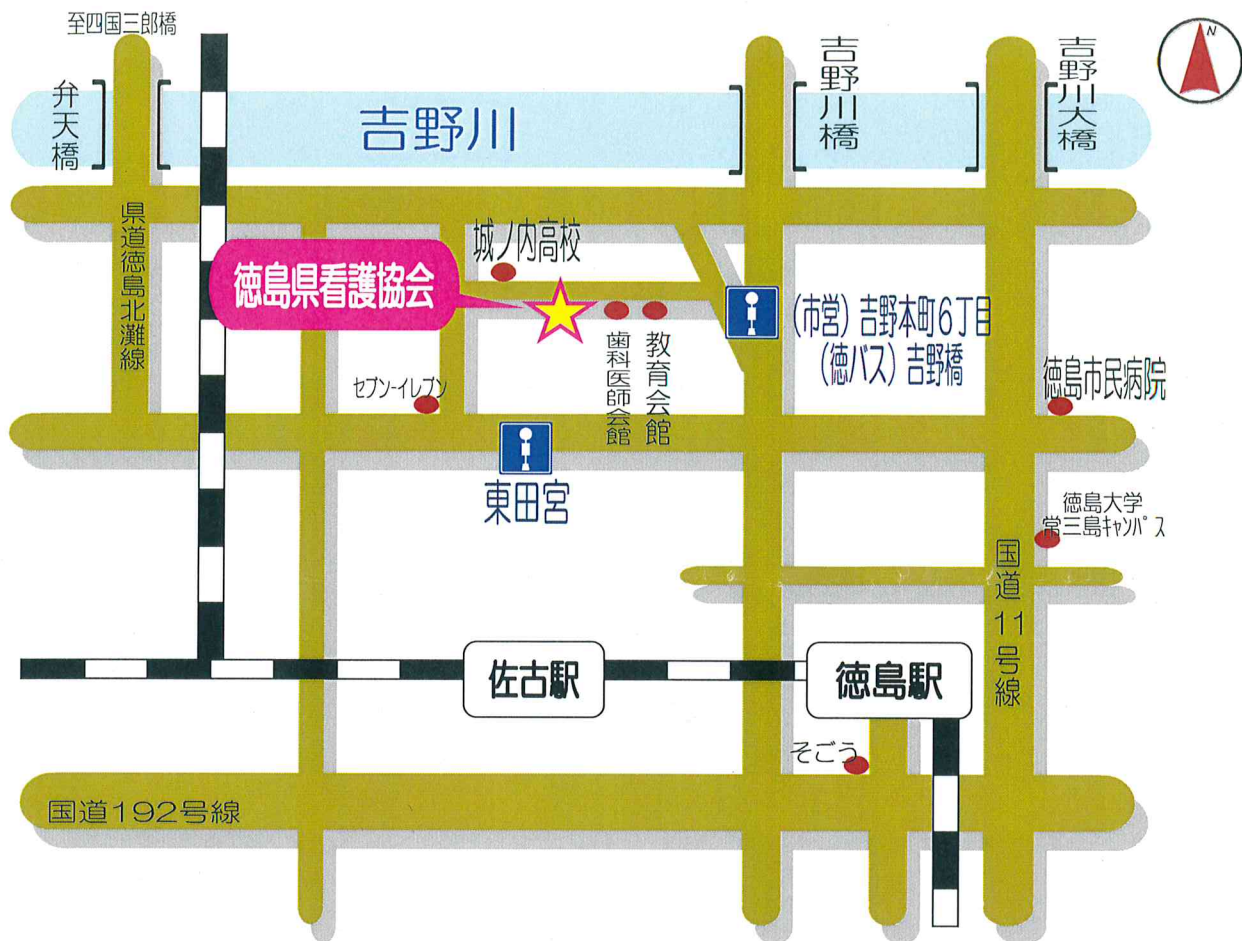 至四国三郎橋
弁天橋
吉野川
吉野川橋
吉野川大橋
N
県道徳島北灘線
城ノ内高校
徳島県看護協会
(市営) 吉野本町6丁目
(徳バス) 吉野橋
歯科医師会館
教育会館
セブン-イレブン
徳島市民病院
東田宮
徳島大学
常三島キャンパス
国道11号線
佐古駅
徳島駅
そごう
国道192号線